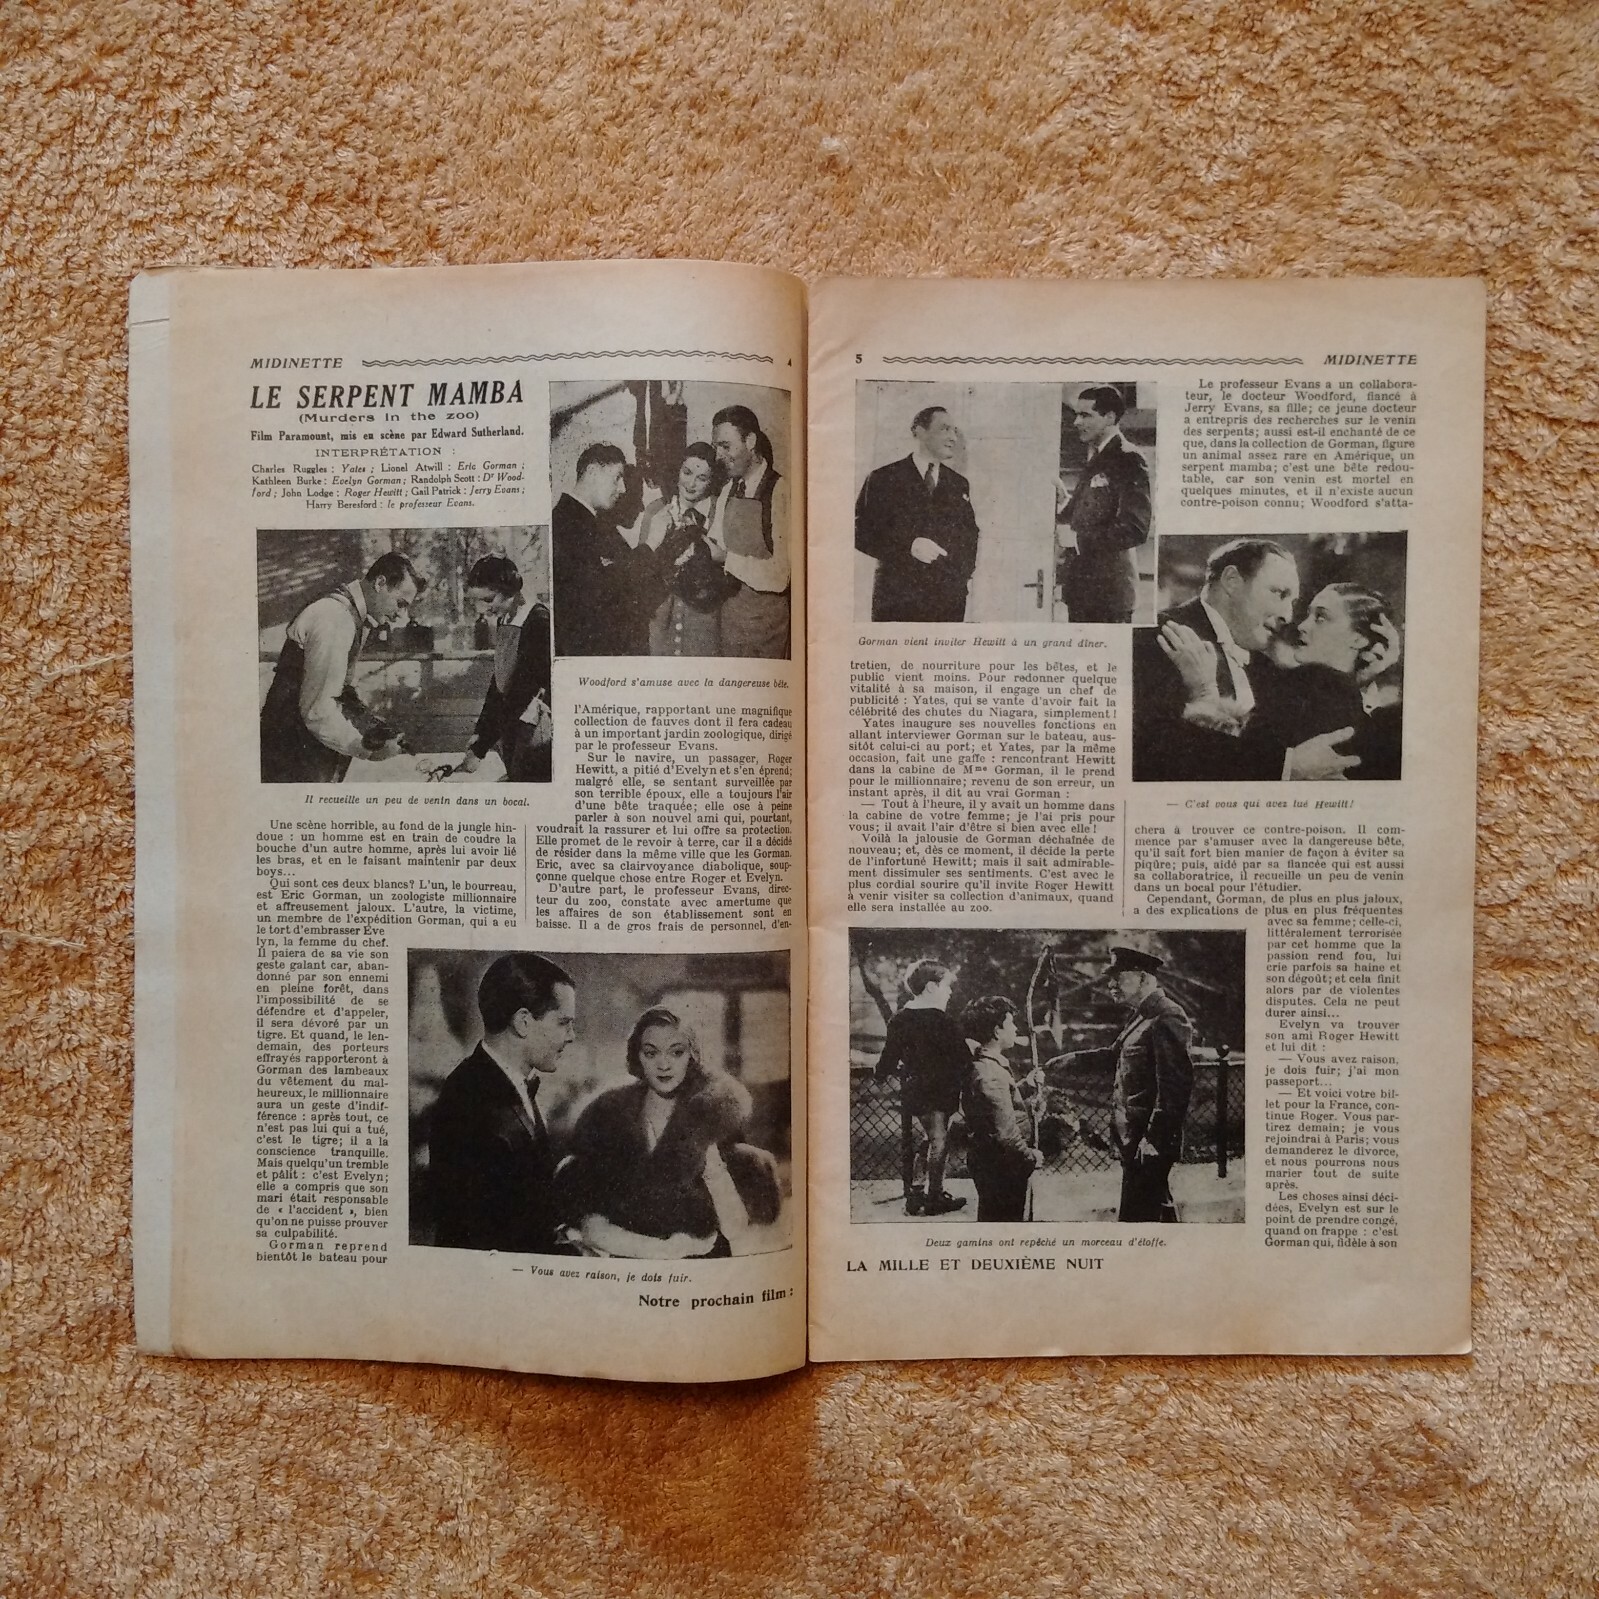 MIDINETTE
4
LE SERPENT MAMBA
(Murders in the zoo)
Film Paramount, mis en scène par Edward Sutherland.
INTERPRÉTATION :
Charles Ruggles : Yates ; Lionel Atwill : Eric Gorman ;
Kathleen Burke : Evelyn Gorman ; Randolph Scott : Dr Wood-
ford ; John Lodge : Roger Hewitt ; Gail Patrick : Jerry Evans ;
Harry Beresford : le professeur Evans.
Il recueille un peu de venin dans un bocal.
Une scène horrible, au fond de la jungle hin-
doue : un homme est en train de coudre la
bouche d'un autre homme, après lui avoir lié
les bras, et en le faisant maintenir par deux
boys...
Qui sont ces deux blancs? L'un, le bourreau,
est Eric Gorman, un zoologiste millionnaire
et affreusement jaloux. L'autre, la victime,
un membre de l'expédition Gorman, qui a eu
le tort d'embrasser Eve
lyn, la femme du chef.
Il paiera de sa vie son
geste galant car, aban-
donné par son ennemi
en pleine forêt, dans
l'impossibilité de se
défendre et d'appeler,
il sera dévoré par un
tigre. Et quand, le len-
demain, des porteurs
effrayés rapporteront à
Gorman des lambeaux
du vêtement du mal-
heureux, le millionnaire
aura un geste d'indif-
férence : après tout, ce
n'est pas lui qui a tué,
c'est le tigre; il a la
conscience tranquille.
Mais quelqu'un tremble
et pâlit : c'est Evelyn;
elle a compris que son
mari était responsable
de « l'accident », bien
qu'on ne puisse prouver
sa culpabilité.
Gorman reprend
bientôt le bateau pour
Woodford s'amuse avec la dangereuse bête.
l'Amérique, rapportant une magnifique
collection de fauves dont il fera cadeau
à un important jardin zoologique, dirigé
par le professeur Evans.
Sur le navire, un passager, Roger
Hewitt, a pitié d'Evelyn et s'en éprend;
malgré elle, se sentant surveillée par
son terrible époux, elle a toujours l'air
d'une bête traquée; elle ose à peine
parler à son nouvel ami qui, pourtant,
voudrait la rassurer et lui offre sa protection.
Elle promet de le revoir à terre, car il a décidé
de résider dans la même ville que les Gorman.
Eric, avec sa clairvoyance diabolique, soup-
çonne quelque chose entre Roger et Evelyn.
D'autre part, le professeur Evans, direc-
teur du zoo, constate avec amertume que
les affaires de son établissement sont en
baisse. Il a de gros frais de personnel, d'en-
— Vous avez raison, je dois fuir.
Notre prochain film :
5
MIDINETTE
Gorman vient inviter Hewitt à un grand dîner.
tretien, de nourriture pour les bêtes, et le
public vient moins. Pour redonner quelque
vitalité à sa maison, il engage un chef de
publicité : Yates, qui se vante d'avoir fait la
célébrité des chutes du Niagara, simplement!
Yates inaugure ses nouvelles fonctions en
allant interviewer Gorman sur le bateau, aus-
sitôt celui-ci au port; et Yates, par la même
occasion, fait une gaffe : rencontrant Hewitt
dans la cabine de Mme Gorman, il le prend
pour le millionnaire; revenu de son erreur, un
instant après, il dit au vrai Gorman :
— Tout à l'heure, il y avait un homme dans
la cabine de votre femme; je l'ai pris pour
vous; il avait l'air d'être si bien avec elle!
Voilà la jalousie de Gorman déchaînée de
nouveau; et, dès ce moment, il décide la perte
de l'infortuné Hewitt; mais il sait admirable-
ment dissimuler ses sentiments. C'est avec le
plus cordial sourire qu'il invite Roger Hewitt
à venir visiter sa collection d'animaux, quand
elle sera installée au zoo.
Deux gamins ont repêché un morceau d'étoffe.
LA MILLE ET DEUXIÈME NUIT
Le professeur Evans a un collabora-
teur, le docteur Woodford, fiancé à
Jerry Evans, sa fille; ce jeune docteur
a entrepris des recherches sur le venin
des serpents; aussi est-il enchanté de ce
que, dans la collection de Gorman, figure
un animal assez rare en Amérique, un
serpent mamba; c'est une bête redou-
table, car son venin est mortel en
quelques minutes, et il n'existe aucun
contre-poison connu; Woodford s'atta-
— C'est vous qui avez tué Hewitt!
chera à trouver ce contre-poison. Il com-
mence par s'amuser avec la dangereuse bête,
qu'il sait fort bien manier de façon à éviter sa
piqûre; puis, aidé par sa fiancée qui est aussi
sa collaboratrice, il recueille un peu de venin
dans un bocal pour l'étudier.
Cependant, Gorman, de plus en plus jaloux,
a des explications de plus en plus fréquentes
avec sa femme; celle-ci,
littéralement terrorisée
par cet homme que la
passion rend fou, lui
crie parfois sa haine et
son dégoût; et cela finit
alors par de violentes
disputes. Cela ne peut
durer ainsi...
Evelyn va trouver
son ami Roger Hewitt
et lui dit :
— Vous avez raison,
je dois fuir; j'ai mon
passeport...
— Et voici votre bil-
let pour la France, con-
tinue Roger. Vous par-
tirez demain; je vous
rejoindrai à Paris; vous
demanderez le divorce,
et nous pourrons nous
marier tout de suite
après.
Les choses ainsi déci-
dées, Evelyn est sur le
point de prendre congé,
quand on frappe : c'est
Gorman qui, fidèle à son